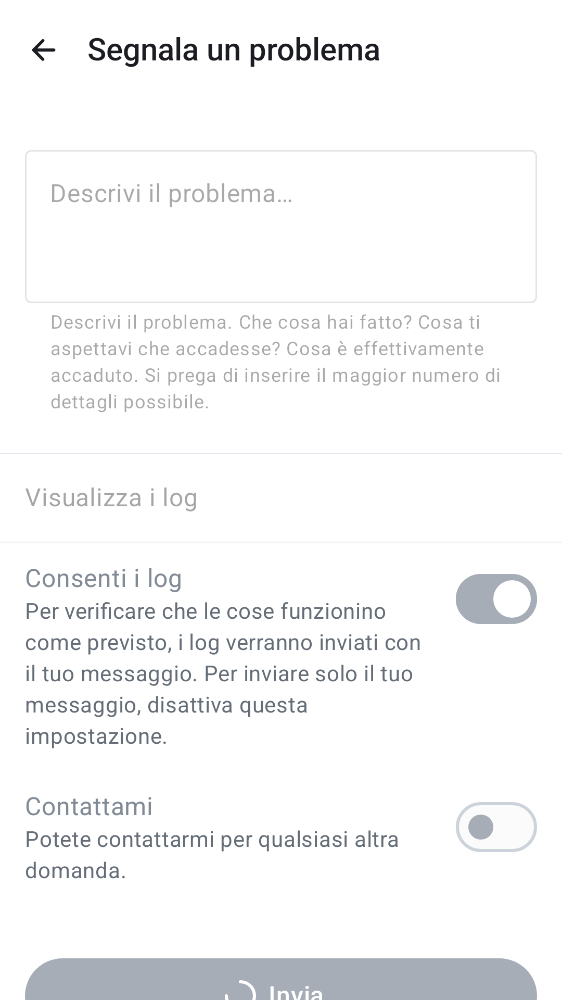 Segnala un problema
Descrivi il problema...
Descrivi il problema. Che cosa hai fatto? Cosa ti
aspettavi che accadesse? Cosa è effettivamente
accaduto. Si prega di inserire il maggior numero di
dettagli possibile.
Visualizza i log
Consenti i log
Per verificare che le cose funzionino
come previsto, i log verranno inviati con
il tuo messaggio. Per inviare solo il tuo
messaggio, disattiva questa
impostazione.
Contattami
Potete contattarmi per qualsiasi altra
domanda.
Invia